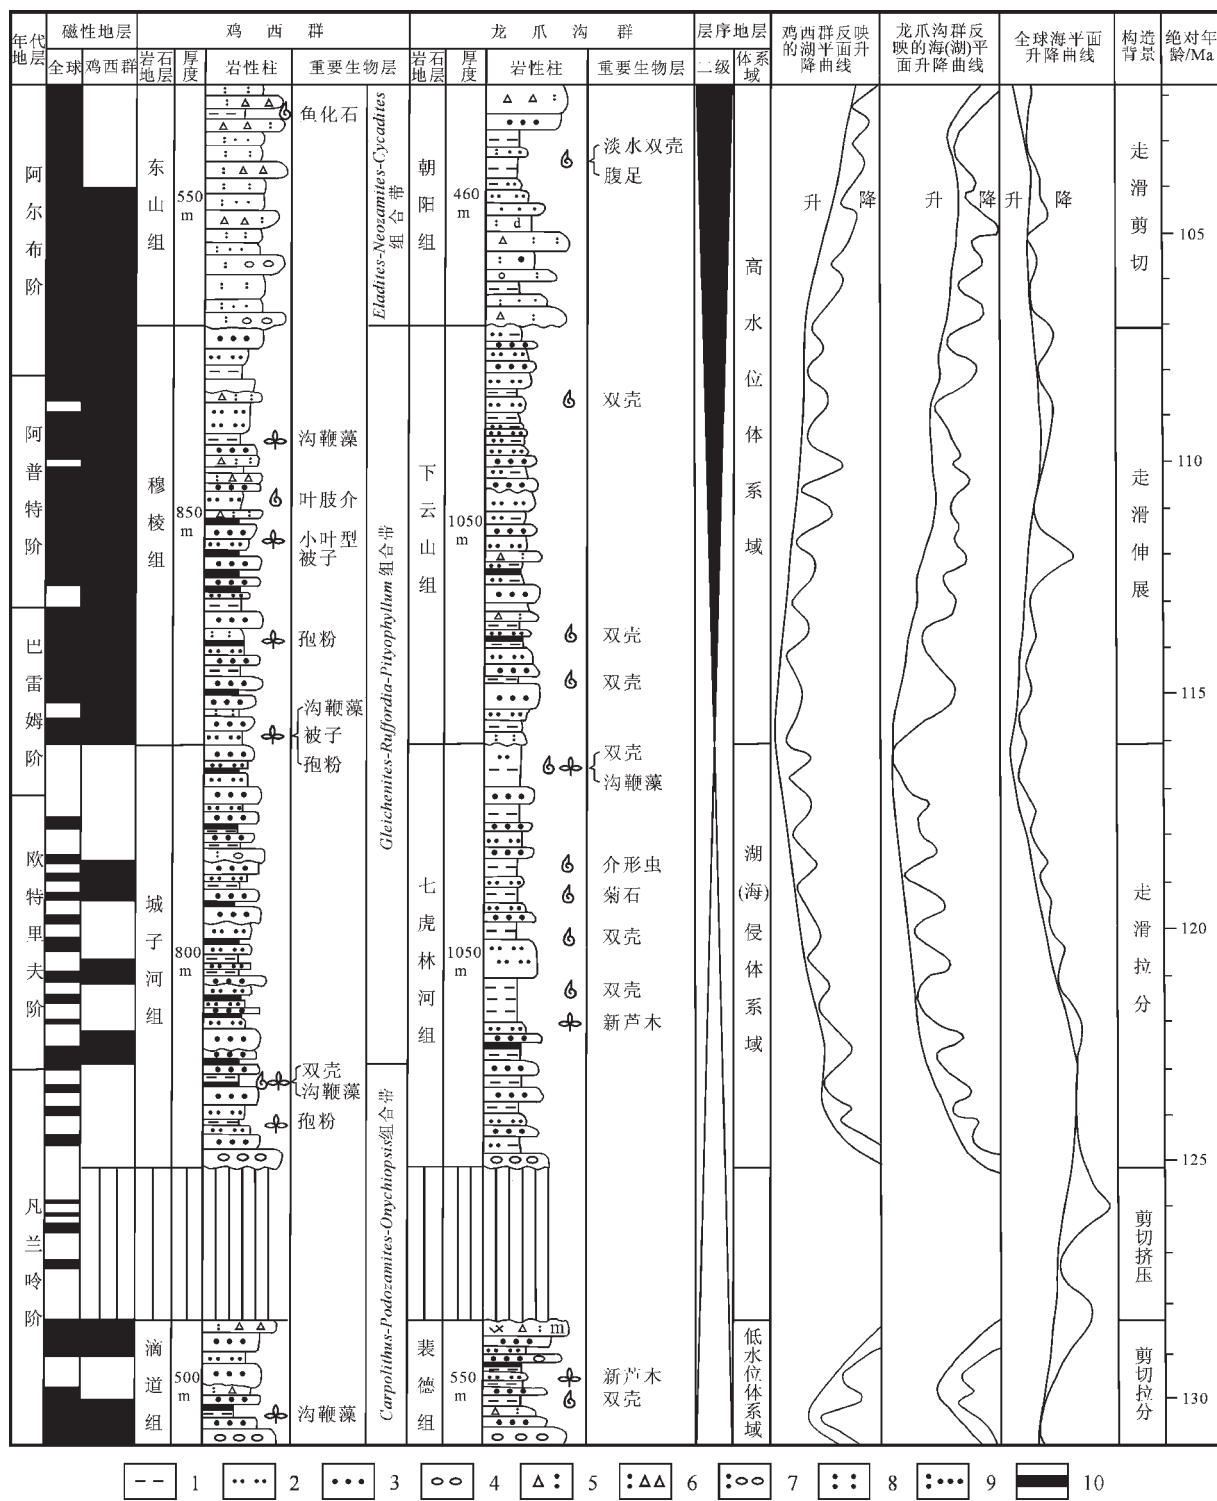 年代地层
磁性地层
全球
鸡西群
鸡西群
岩石地层
厚度
岩性柱
重要生物层
龙爪沟群
岩石地层
厚度
岩性柱
重要生物层
层序地层
二级
体系域
鸡西群反映的湖平面升降曲线
龙爪沟群反映的海(湖)平面升降曲线
全球海平面升降曲线
构造背景
绝对年龄/Ma
阿尔布阶
阿普特阶
巴雷姆阶
欧特里夫阶
凡兰呤阶
东山组
550 m
穆棱组
850 m
城子河组
800 m
滴道组
500 m
鱼化石
沟鞭藻
叶肢介
小叶型被子
孢粉
沟鞭藻
被子
孢粉
双壳
沟鞭藻
孢粉
沟鞭藻
Eladites-Neozamites-Cycadites 组合带
Gleichenites-Ruffordia-Pityophyllum 组合带
Carpolithus-Podozamites-Onychiopsis组合带
朝阳组
460 m
下云山组
1050 m
七虎林河组
1050 m
裴德组
550 m
d
m
淡水双壳
腹足
双壳
双壳
双壳
双壳
沟鞭藻
介形虫
菊石
双壳
双壳
新芦木
新芦木
双壳
高水位体系域
湖(海)侵体系域
低水位体系域
升 降
升 降
升 降
走滑剪切
走滑伸展
走滑拉分
剪切挤压
剪切拉分
105
110
115
120
125
130
1 2 3 4 5 6 7 8 9 10